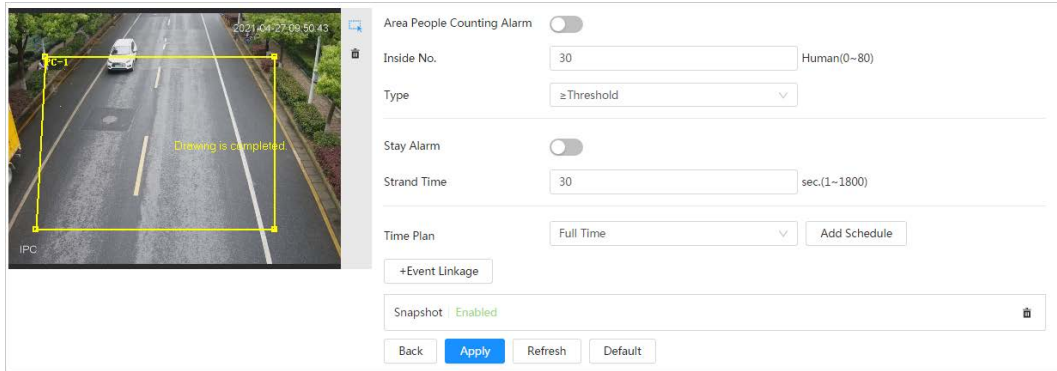 2021-04-27 09:50:43
PC-1
Drawing is completed.
IPC
Area People Counting Alarm
Inside No.
30
Human(0~80)
Type
≥Threshold
Stay Alarm
Strand Time
30
sec.(1~1800)
Time Plan
Full Time
Add Schedule
+Event Linkage
Snapshot Enabled
Back Apply Refresh Default